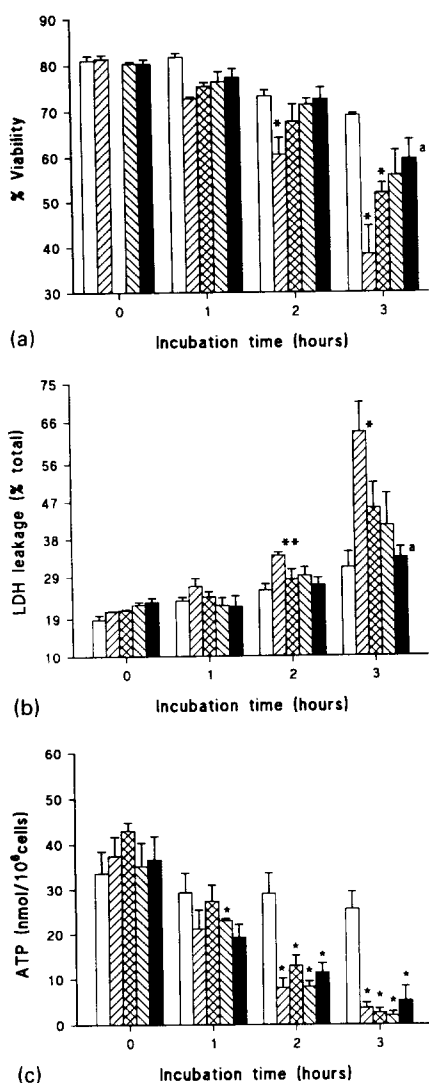 90
80
70
60
50
40
30
% Viability
*
*
*
a
0 1 2 3
(a)
Incubation time (hours)
75
66
56
47
38
29
19
10
LDH leakage (% total)
**
*
a
0 1 2 3
(b)
Incubation time (hours)
60
50
40
30
20
10
0
ATP (nmol/10⁶cells)
*
* * * *
* * * *
0 1 2 3
(c)
Incubation time (hours)